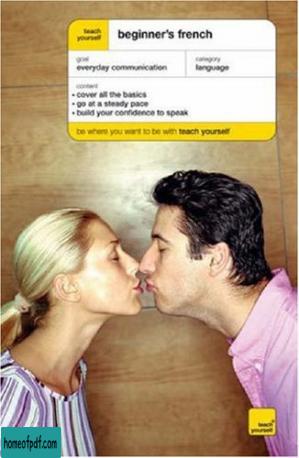 teach
yourself
beginner's french
goal
everyday communication
category
language
content
• cover all the basics
• go at a steady pace
• build your confidence to speak
be where you want to be with teach yourself
teach
yourself
homeofpdf.com